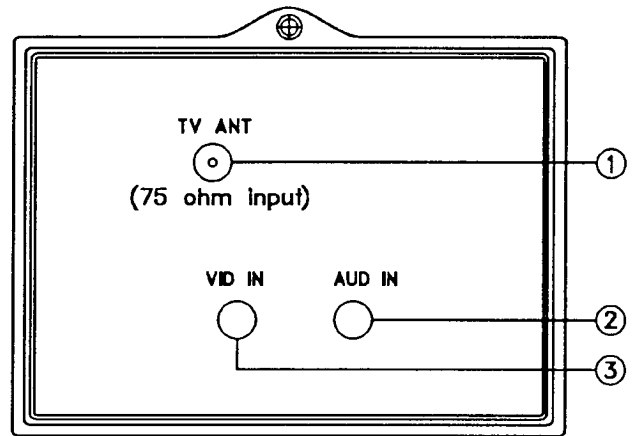 TV ANT
①
(75 ohm input)
VID IN AUD IN
②
③